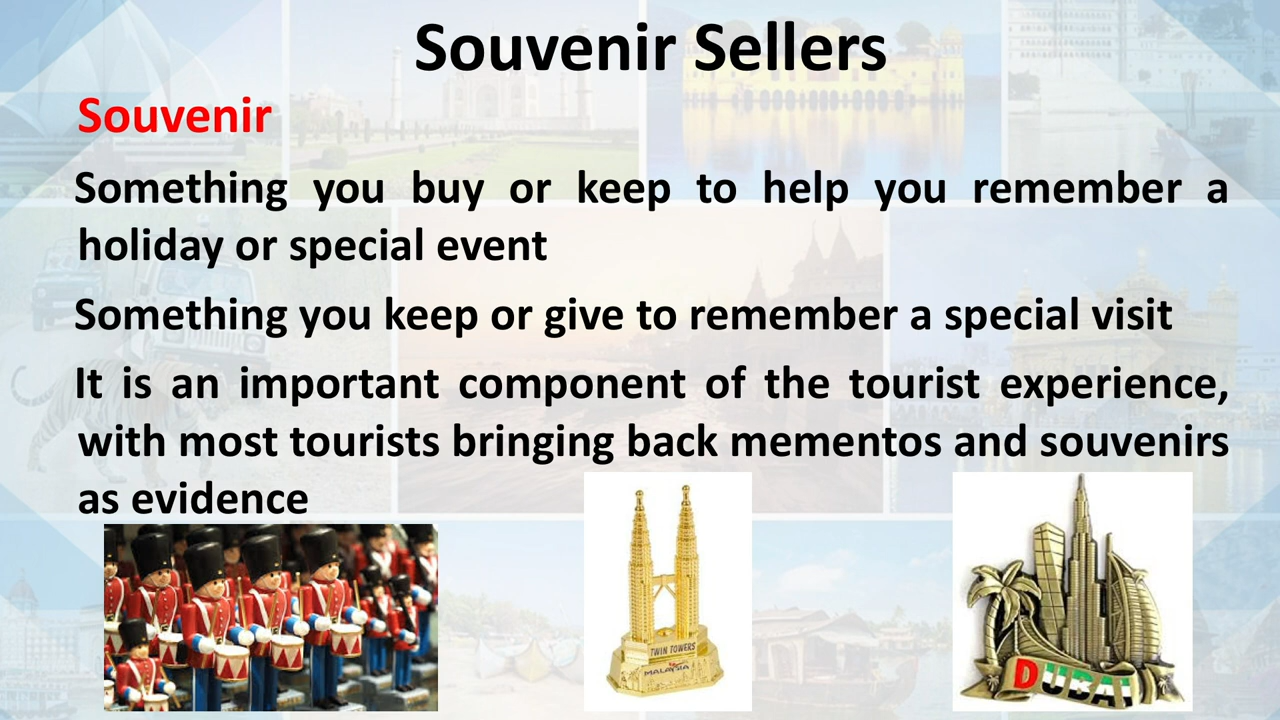 Souvenir Sellers
Souvenir
Something you buy or keep to help you remember a
holiday or special event
Something you keep or give to remember a special visit
It is an important component of the tourist experience,
with most tourists bringing back mementos and souvenirs
as evidence
TWIN TOWERS
MALAYSIA
DUBAI